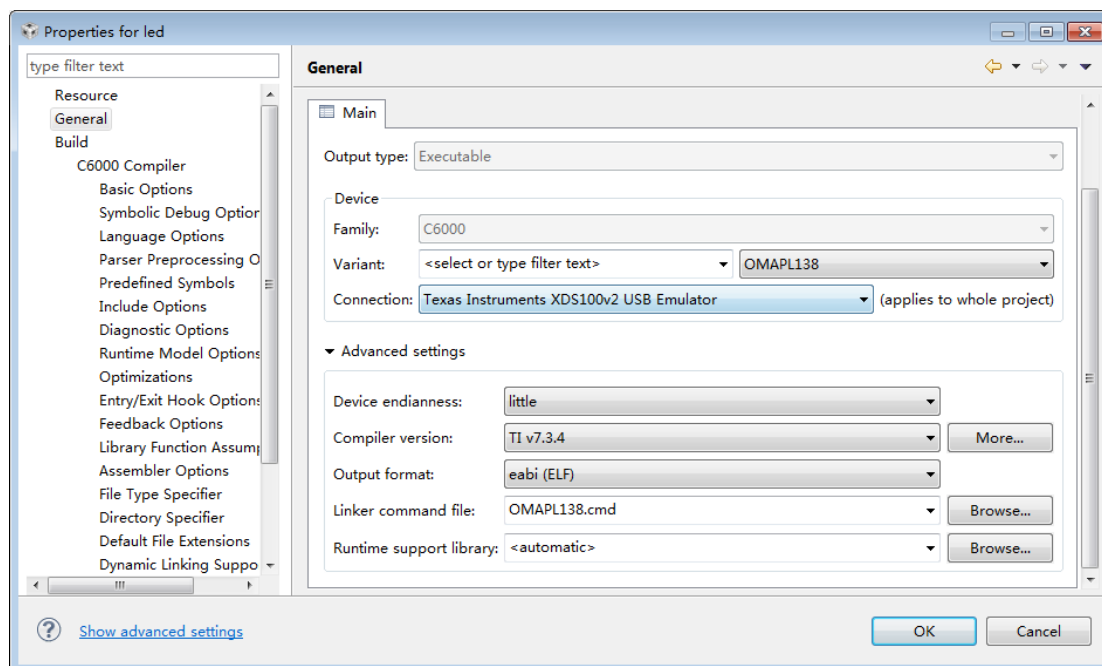 Properties for led
type filter text
Resource
General
Build
C6000 Compiler
Basic Options
Symbolic Debug Option
Language Options
Parser Preprocessing O
Predefined Symbols
Include Options
Diagnostic Options
Runtime Model Options
Optimizations
Entry/Exit Hook Options
Feedback Options
Library Function Assump
Assembler Options
File Type Specifier
Directory Specifier
Default File Extensions
Dynamic Linking Suppo
General
Main
Output type: Executable
Device
Family: C6000
Variant: <select or type filter text> OMAPL138
Connection: Texas Instruments XDS100v2 USB Emulator (applies to whole project)
Advanced settings
Device endianness: little
Compiler version: TI v7.3.4 More...
Output format: eabi (ELF)
Linker command file: OMAPL138.cmd Browse...
Runtime support library: <automatic> Browse...
Show advanced settings
OK Cancel